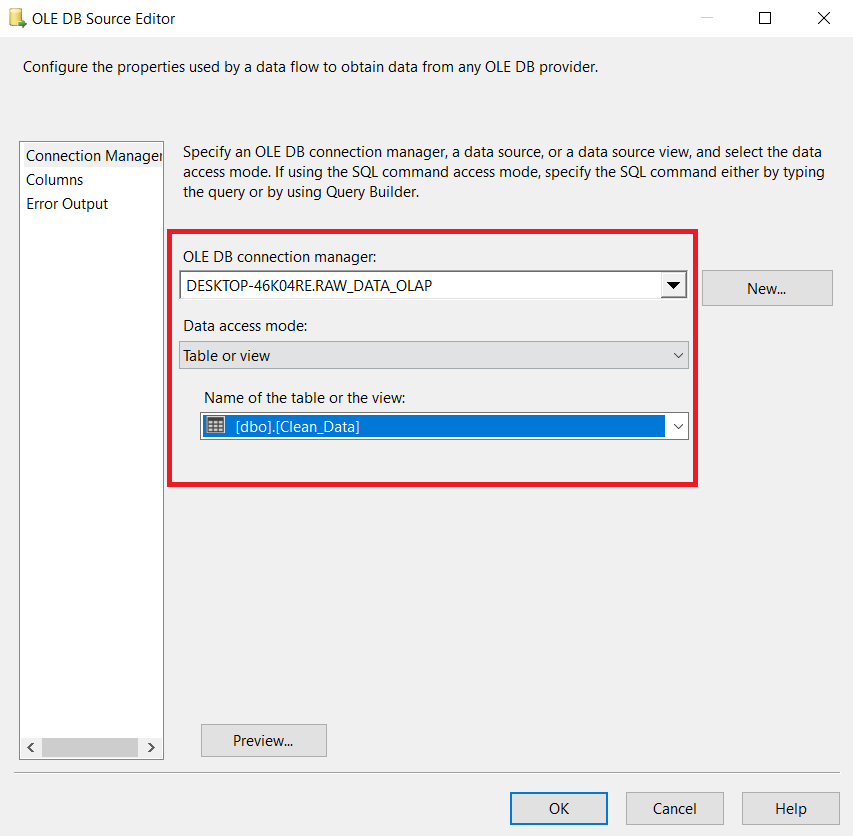 OLE DB Source Editor
Configure the properties used by a data flow to obtain data from any OLE DB provider.
Connection Manager
Columns
Error Output
Specify an OLE DB connection manager, a data source, or a data source view, and select the data
access mode. If using the SQL command access mode, specify the SQL command either by typing
the query or by using Query Builder.
OLE DB connection manager:
DESKTOP-46K04RE.RAW_DATA_OLAP
New...
Data access mode:
Table or view
Name of the table or the view:
[dbo].[Clean_Data]
Preview...
OK
Cancel
Help